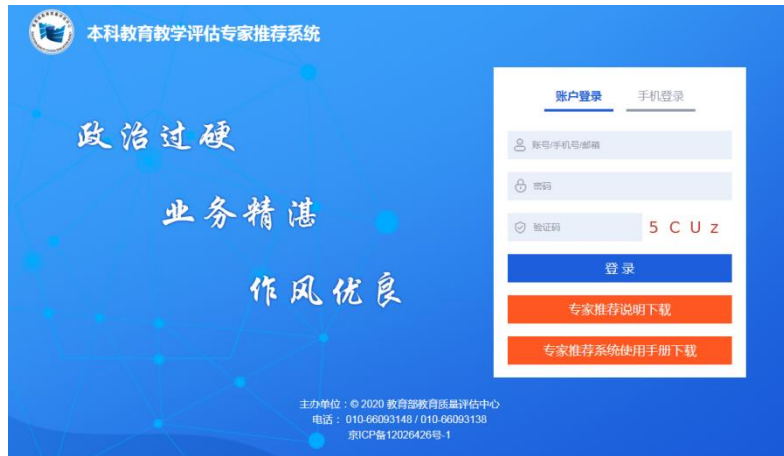 本科教育教学评估专家推荐系统
账户登录 手机登录
政治过硬
业务精湛
作风优良
账号/手机号/邮箱
密码
验证码 5 C U z
登 录
专家推荐说明下载
专家推荐系统使用手册下载
主办单位：© 2020 教育部教育质量评估中心
电话： 010-66093148 / 010-66093138
京ICP备12026426号-1